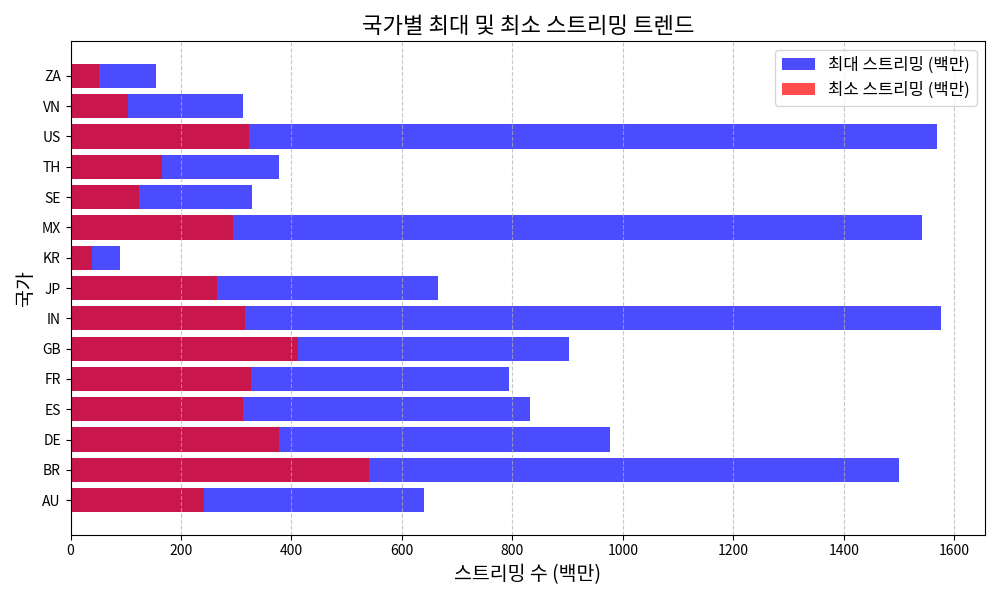 국가별 최대 및 최소 스트리밍 트렌드
최대 스트리밍 (백만)
최소 스트리밍 (백만)
국가
ZA
VN
US
TH
SE
MX
KR
JP
IN
GB
FR
ES
DE
BR
AU
0 200 400 600 800 1000 1200 1400 1600
스트리밍 수 (백만)